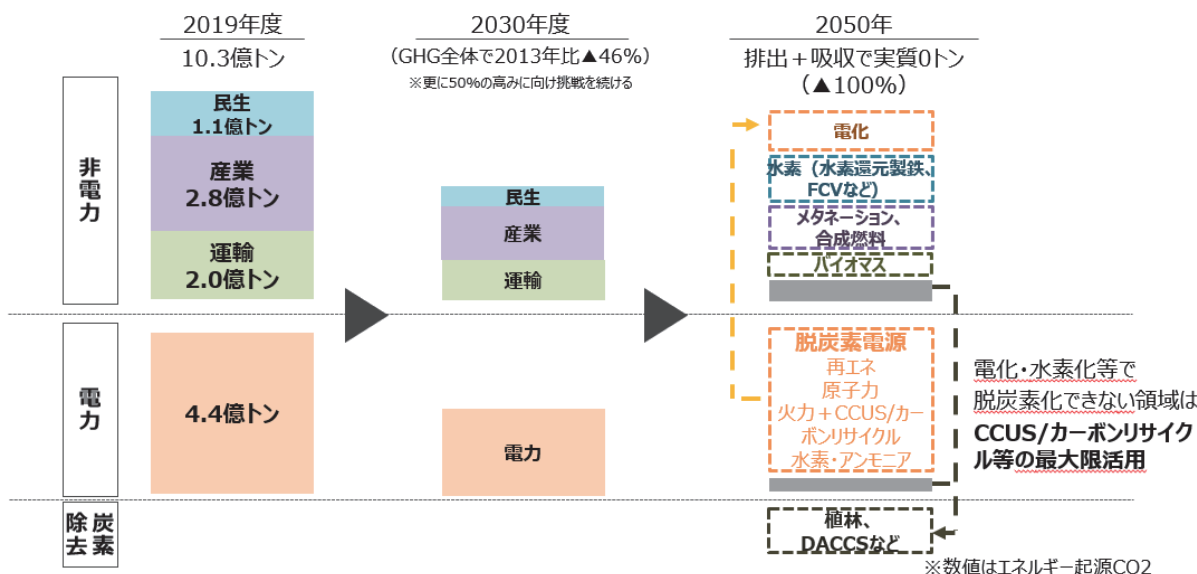 2019年度
10.3億トン
2030年度
(GHG全体で2013年比▲46%)
※更に50%の高みに向け挑戦を続ける
2050年
排出＋吸収で実質0トン
（▲100%）
非電力
民生
1.1億トン
産業
2.8億トン
運輸
2.0億トン
民生
産業
運輸
電化
水素（水素還元製鉄、
FCVなど）
メタネーション、
合成燃料
バイオマス
電力
4.4億トン
電力
脱炭素電源
再エネ
原子力
火力＋CCUS/カー
ボンリサイクル
水素・アンモニア
電化・水素化等で
脱炭素化できない領域は
CCUS/カーボンリサイク
ル等の最大限活用
炭素
除去
植林、
DACCSなど
※数値はエネルギー起源CO2